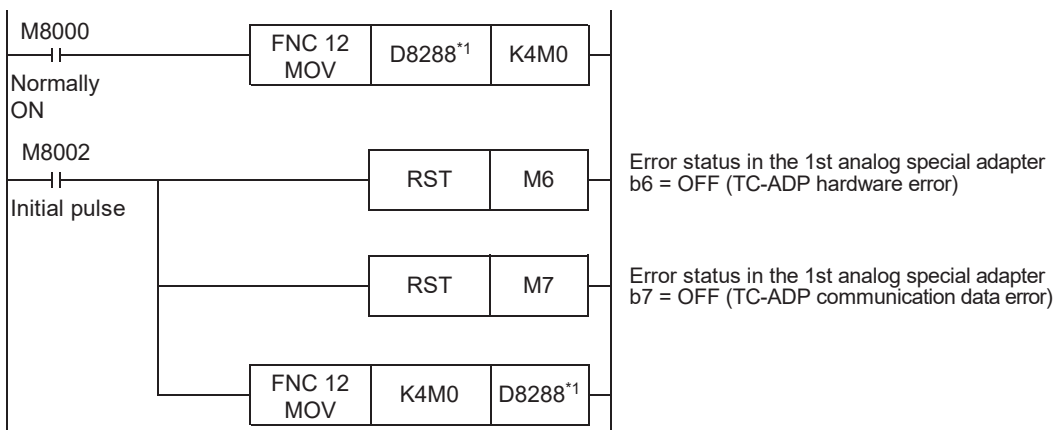 M8000
FNC 12
MOV
D8288*1
K4M0
Normally
ON
M8002
RST
M6
Error status in the 1st analog special adapter
b6 = OFF (TC-ADP hardware error)
Initial pulse
RST
M7
Error status in the 1st analog special adapter
b7 = OFF (TC-ADP communication data error)
FNC 12
MOV
K4M0
D8288*1